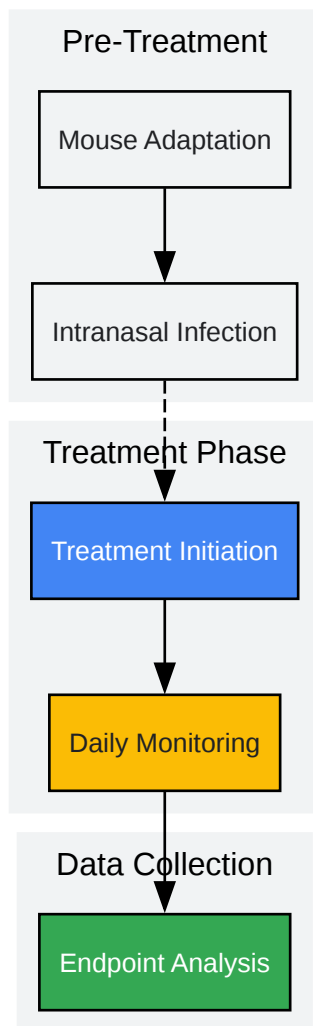 Pre-Treatment
Mouse Adaptation
Intranasal Infection
Treatment Phase
Treatment Initiation
Daily Monitoring
Data Collection
Endpoint Analysis